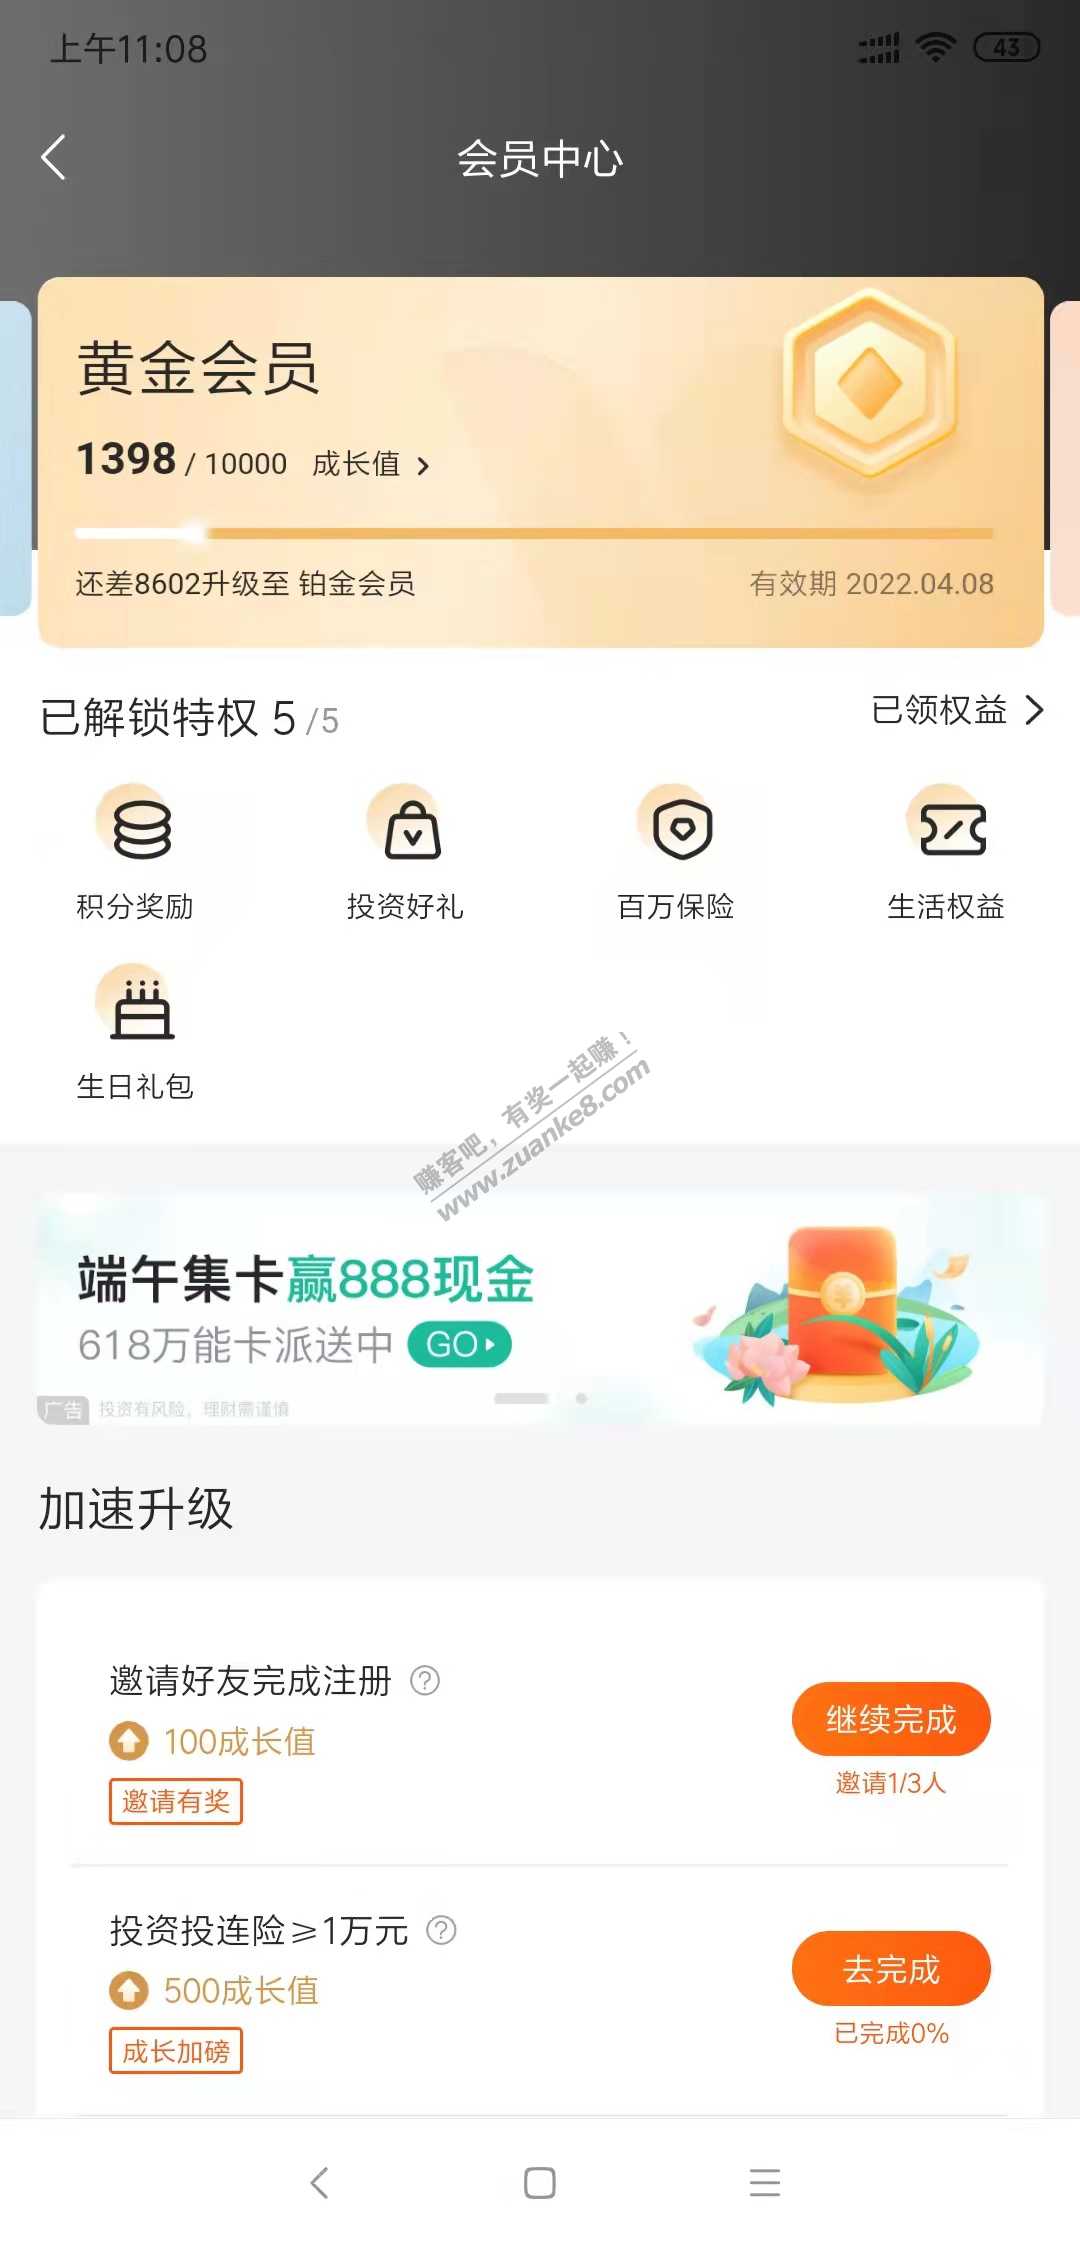 上午11:08
43
会员中心
黄金会员
1398 / 10000 成长值
还差8602升级至 铂金会员
有效期 2022.04.08
已解锁特权 5 /5
已领权益
积分奖励
投资好礼
百万保险
生活权益
生日礼包
赚客吧，有奖一起赚！
www.zuanke8.com
端午集卡赢888现金
618万能卡派送中 GO
广告 投资有风险，理财需谨慎
加速升级
邀请好友完成注册 ?
100成长值
邀请有奖
继续完成
邀请1/3人
投资投连险≥1万元 ?
500成长值
成长加磅
去完成
已完成0%